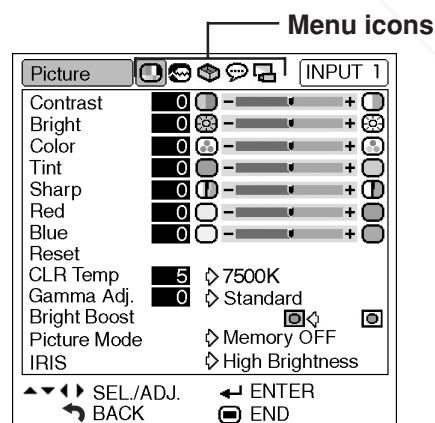 Menu icons
Picture INPUT 1
Contrast 0 - +
Bright 0 - +
Color 0 - +
Tint 0 - +
Sharp 0 - +
Red 0 - +
Blue 0 - +
Reset
CLR Temp 5 7500K
Gamma Adj. 0 Standard
Bright Boost
Picture Mode Memory OFF
IRIS High Brightness
SEL./ADJ. ENTER
BACK END